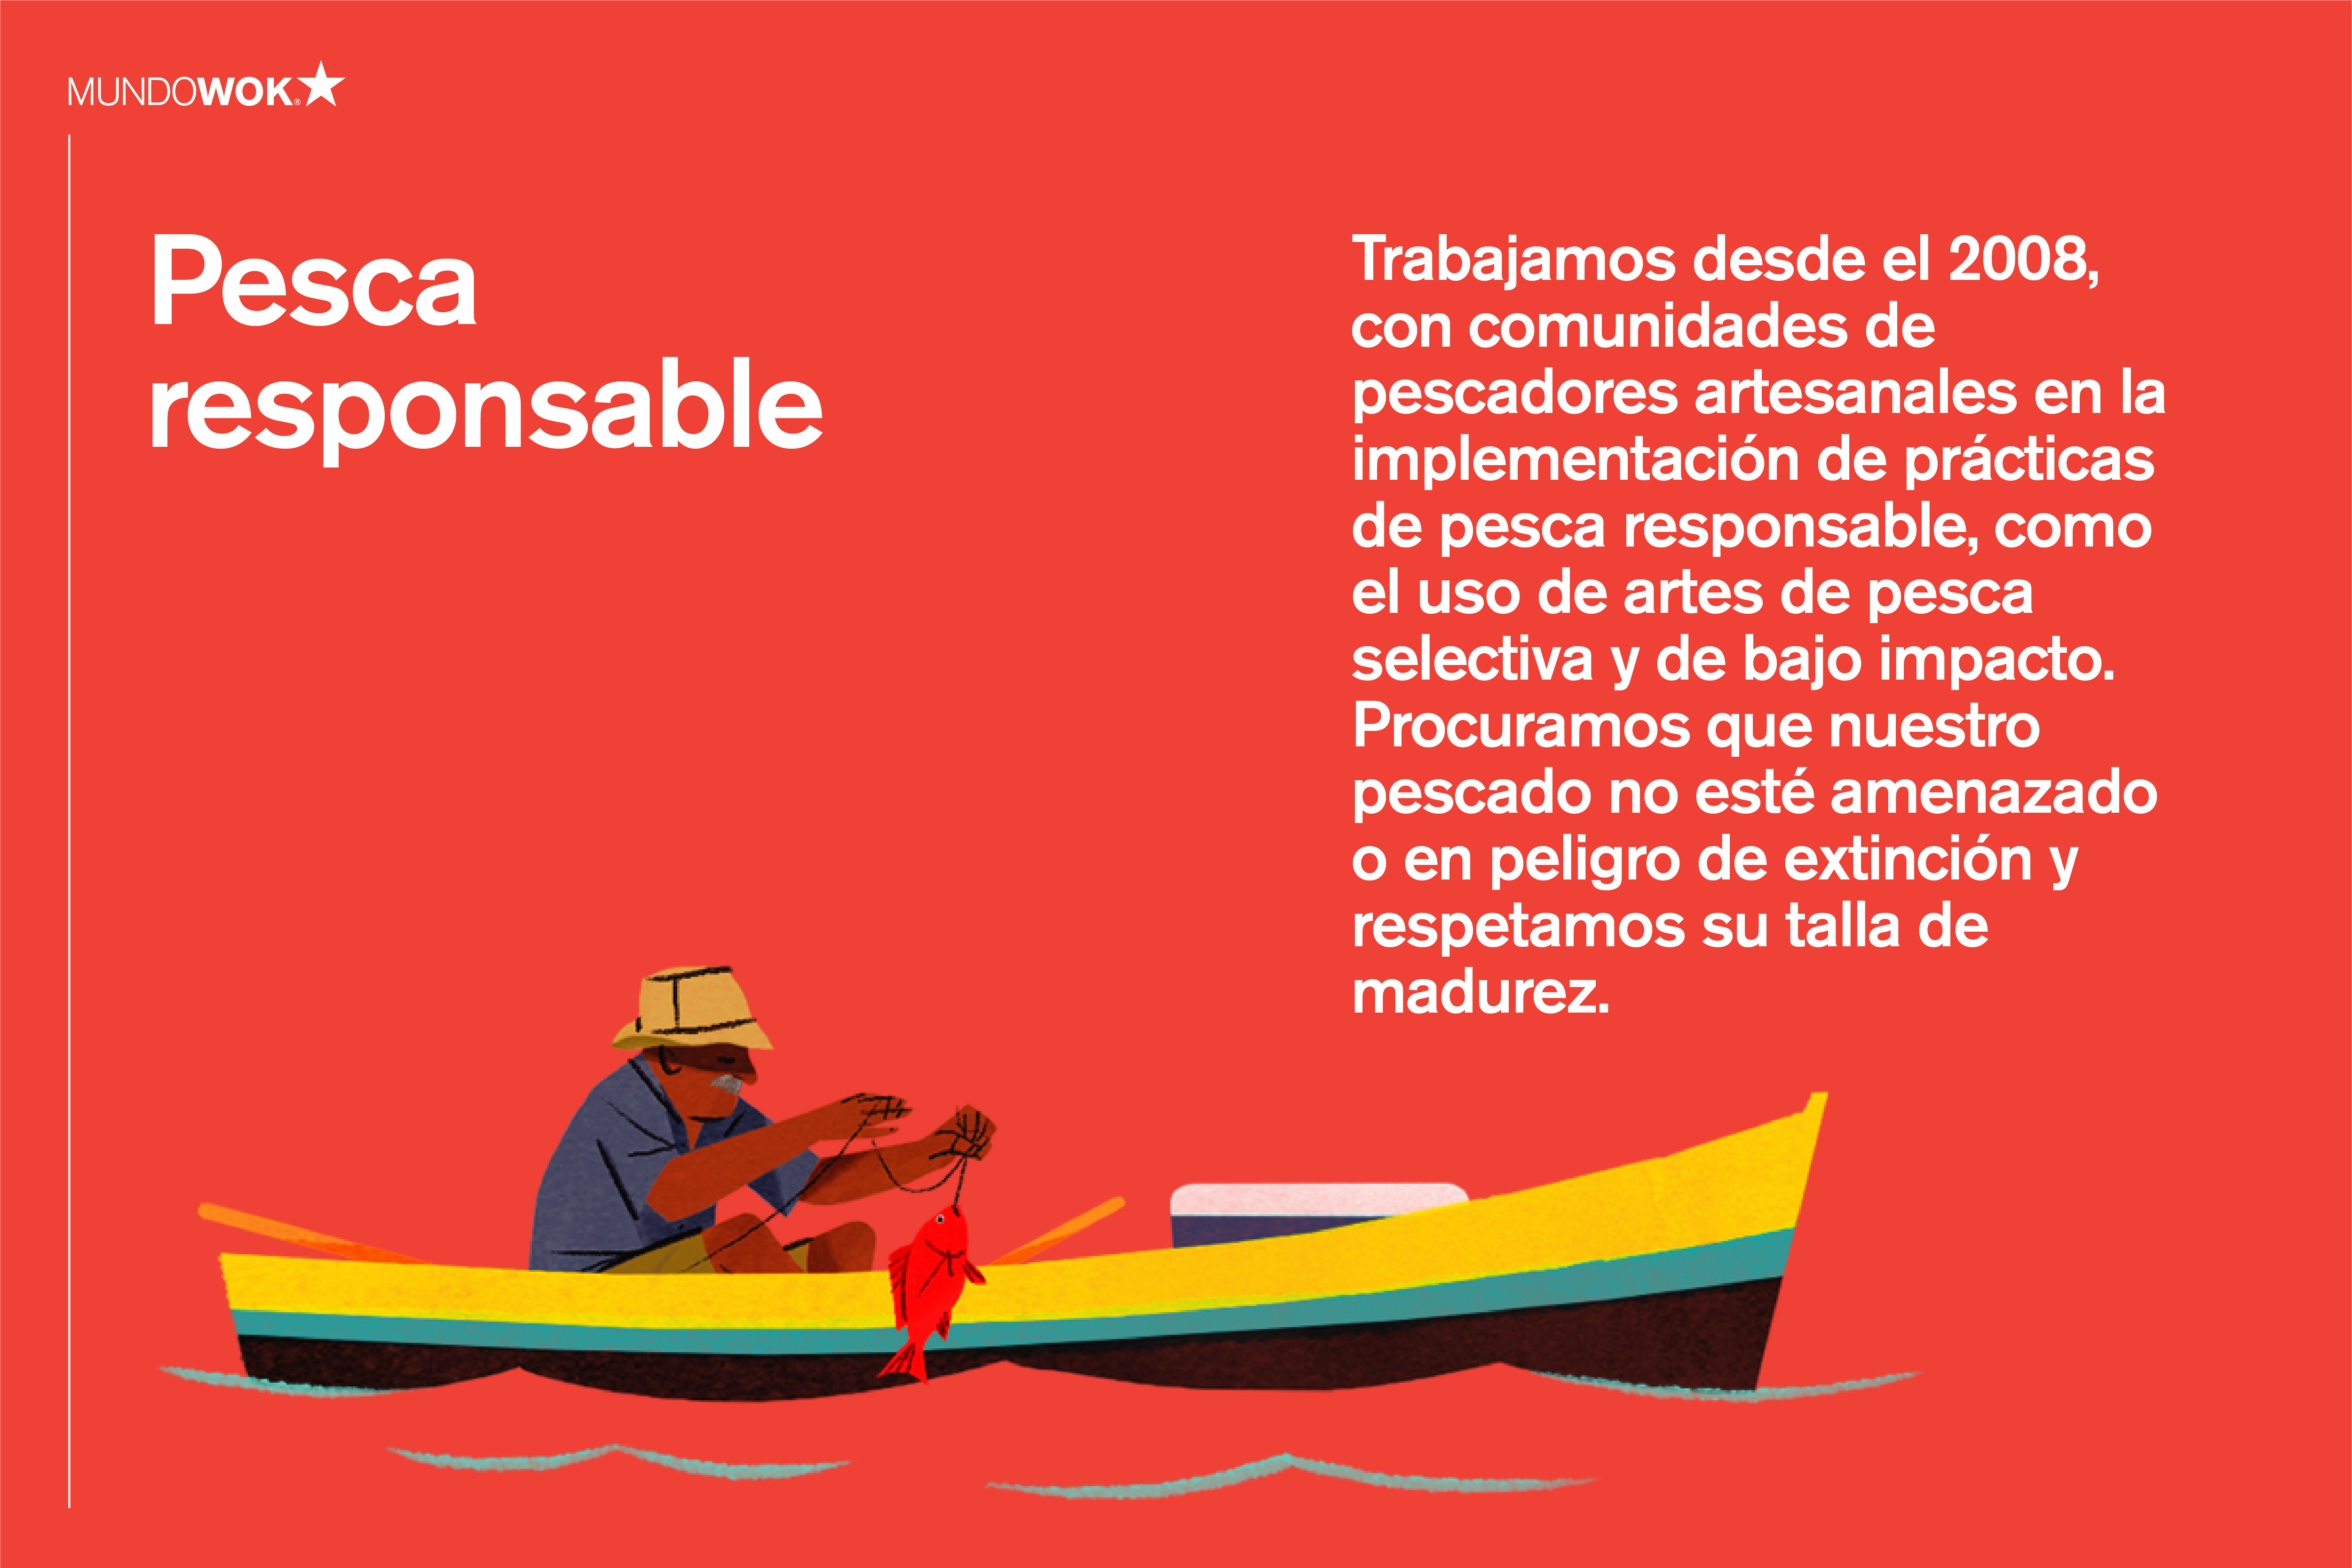 MUNDOWOK®
Pesca
responsable
Trabajamos desde el 2008,
con comunidades de
pescadores artesanales en la
implementación de prácticas
de pesca responsable, como
el uso de artes de pesca
selectiva y de bajo impacto.
Procuramos que nuestro
pescado no esté amenazado
o en peligro de extinción y
respetamos su talla de
madurez.